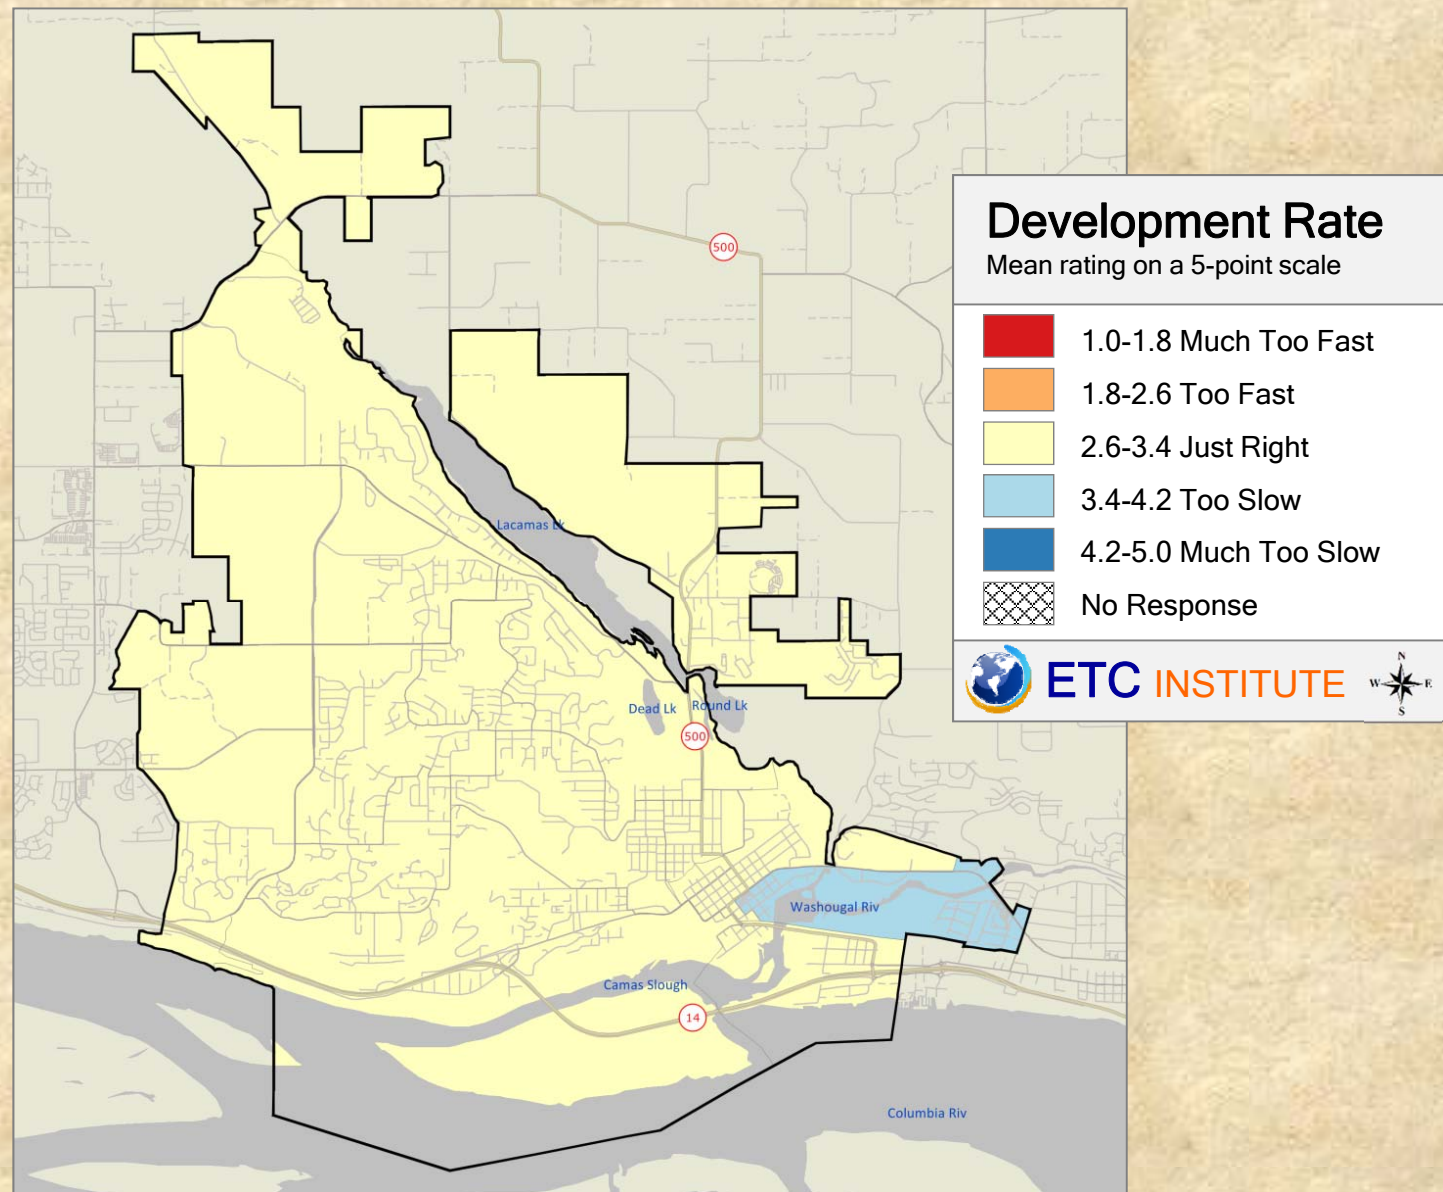 500
Development Rate
Mean rating on a 5-point scale
1.0-1.8 Much Too Fast
1.8-2.6 Too Fast
2.6-3.4 Just Right
3.4-4.2 Too Slow
4.2-5.0 Much Too Slow
No Response
ETC INSTITUTE
N
W E
S
Lacamas Lk
Dead Lk
Round Lk
500
Washougal Riv
Camas Slough
14
Columbia Riv